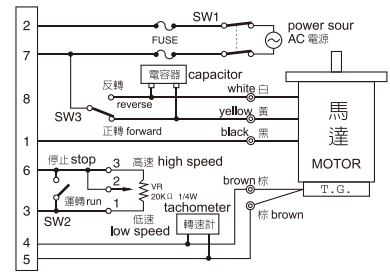 2
SW1
power sour
AC 電源
FUSE
7
電容器 capacitor
反轉
reverse
8
white 白
yellow 黃
SW3
正轉 forward
black 黑
1
馬達
MOTOR
T.G.
6
停止 stop
3 高速 high speed
2
VR
20KΩ 1/4W
運轉 run
1
低速
low speed
3
SW2
tachometer
轉速計
brown 棕
棕 brown
4
5